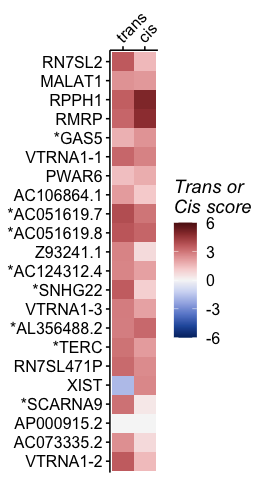 trans
cis
RN7SL2
MALAT1
RPPH1
RMRP
*GAS5
VTRNA1-1
PWAR6
AC106864.1
*AC051619.7
*AC051619.8
Z93241.1
*AC124312.4
*SNHG22
VTRNA1-3
*AL356488.2
*TERC
RN7SL471P
XIST
*SCARNA9
AP000915.2
AC073335.2
VTRNA1-2
Trans or
Cis score
6
3
0
-3
-6